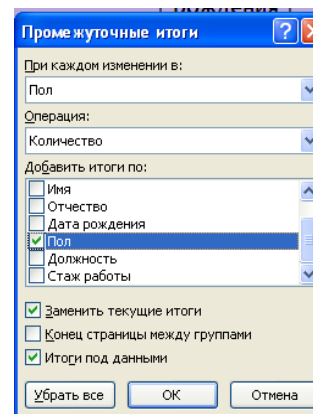 Рождения
Промежуточные итоги
При каждом изменении в:
Пол
Операция:
Количество
Добавить итоги по:
Имя
Отчество
Дата рождения
Пол
Должность
Стаж работы
Заменить текущие итоги
Конец страницы между группами
Итоги под данными
Убрать все ОК Отмена